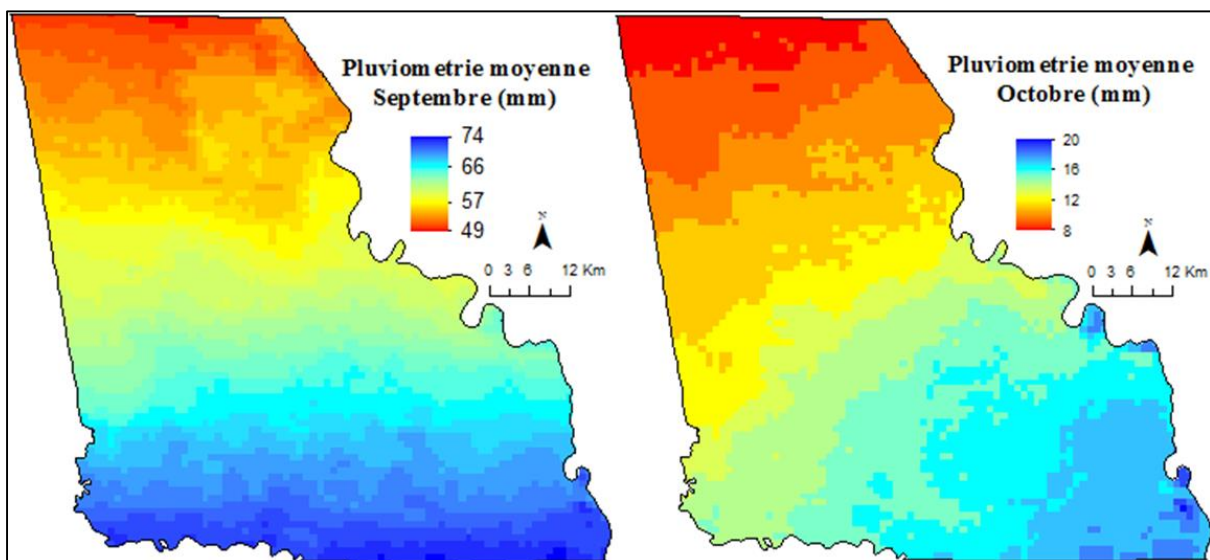 Pluviometrie moyenne
Septembre (mm)
74
66
57
49
N
0 3 6 12 Km
Pluviometrie moyenne
Octobre (mm)
20
16
12
8
N
0 3 6 12 Km